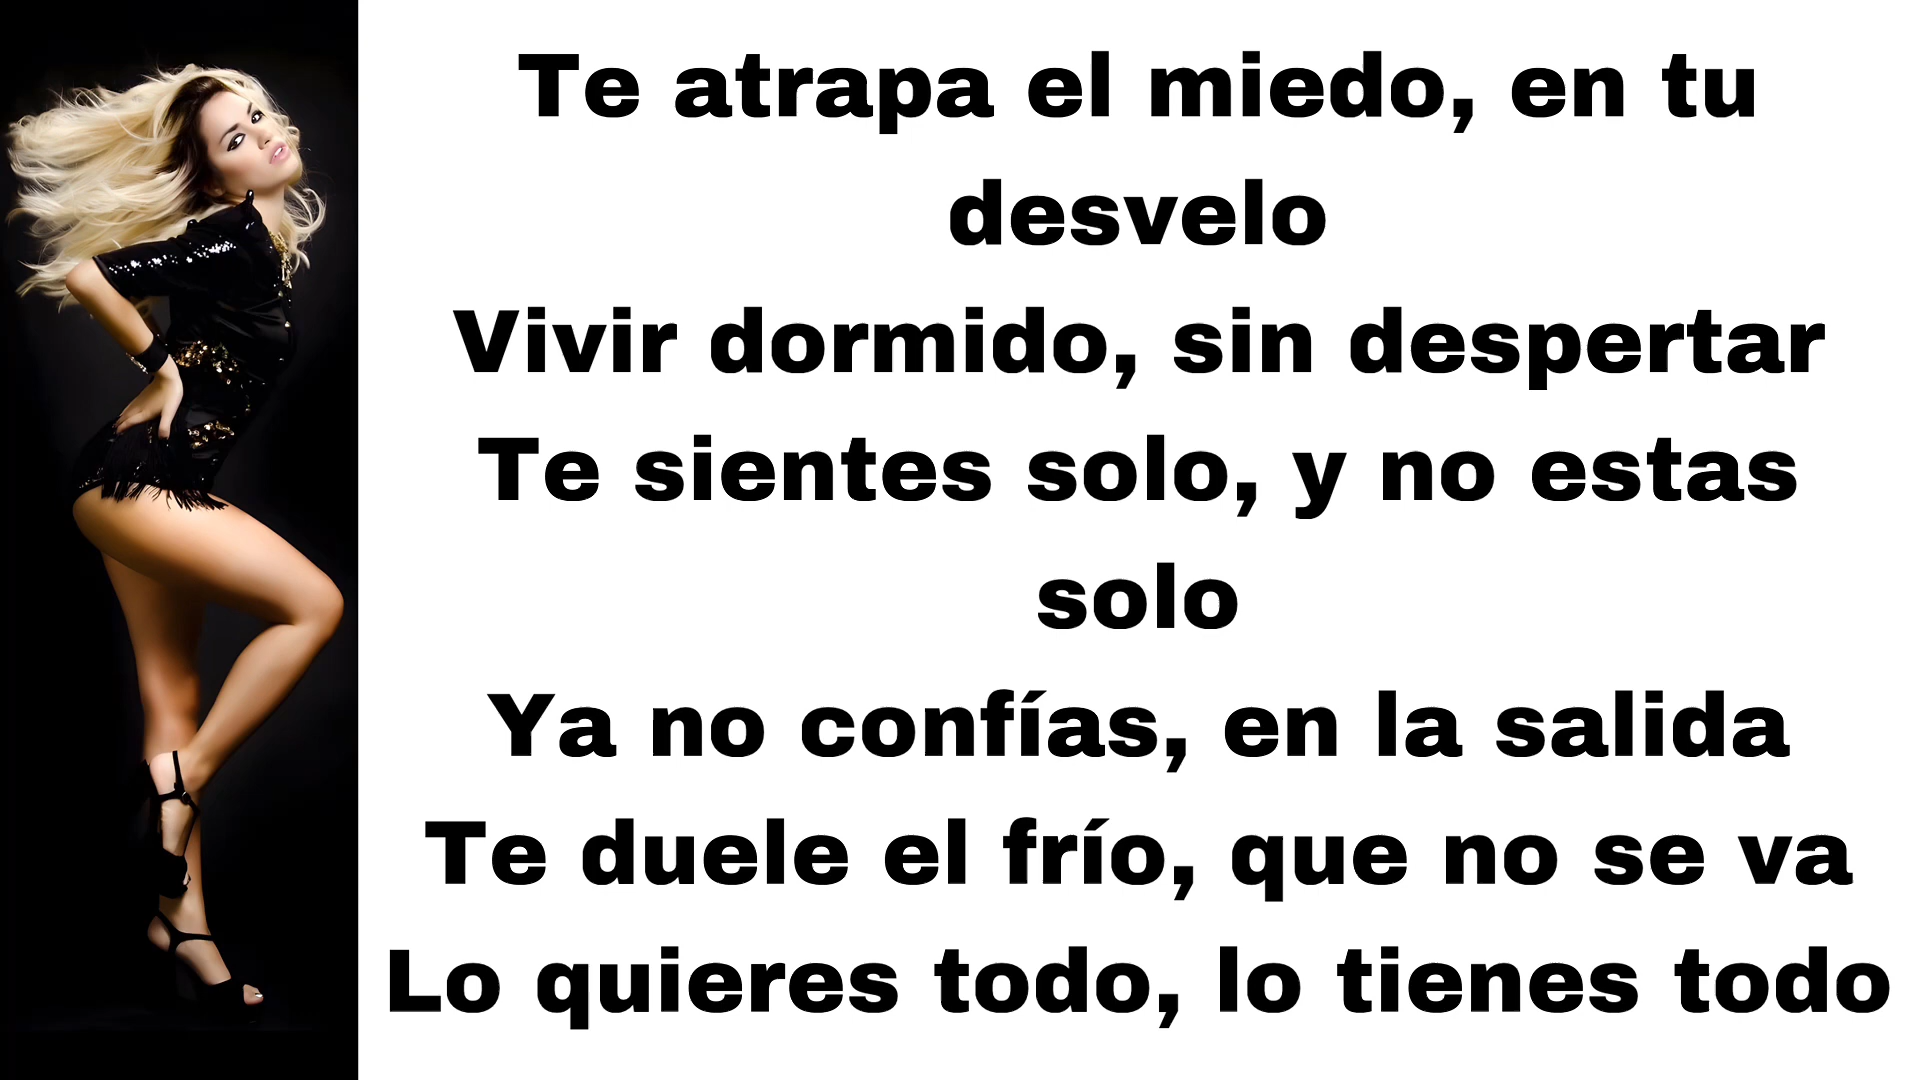 Te atrapa el miedo, en tu
desvelo
Vivir dormido, sin despertar
Te sientes solo, y no estas
solo
Ya no confías, en la salida
Te duele el frío, que no se va
Lo quieres todo, lo tienes todo